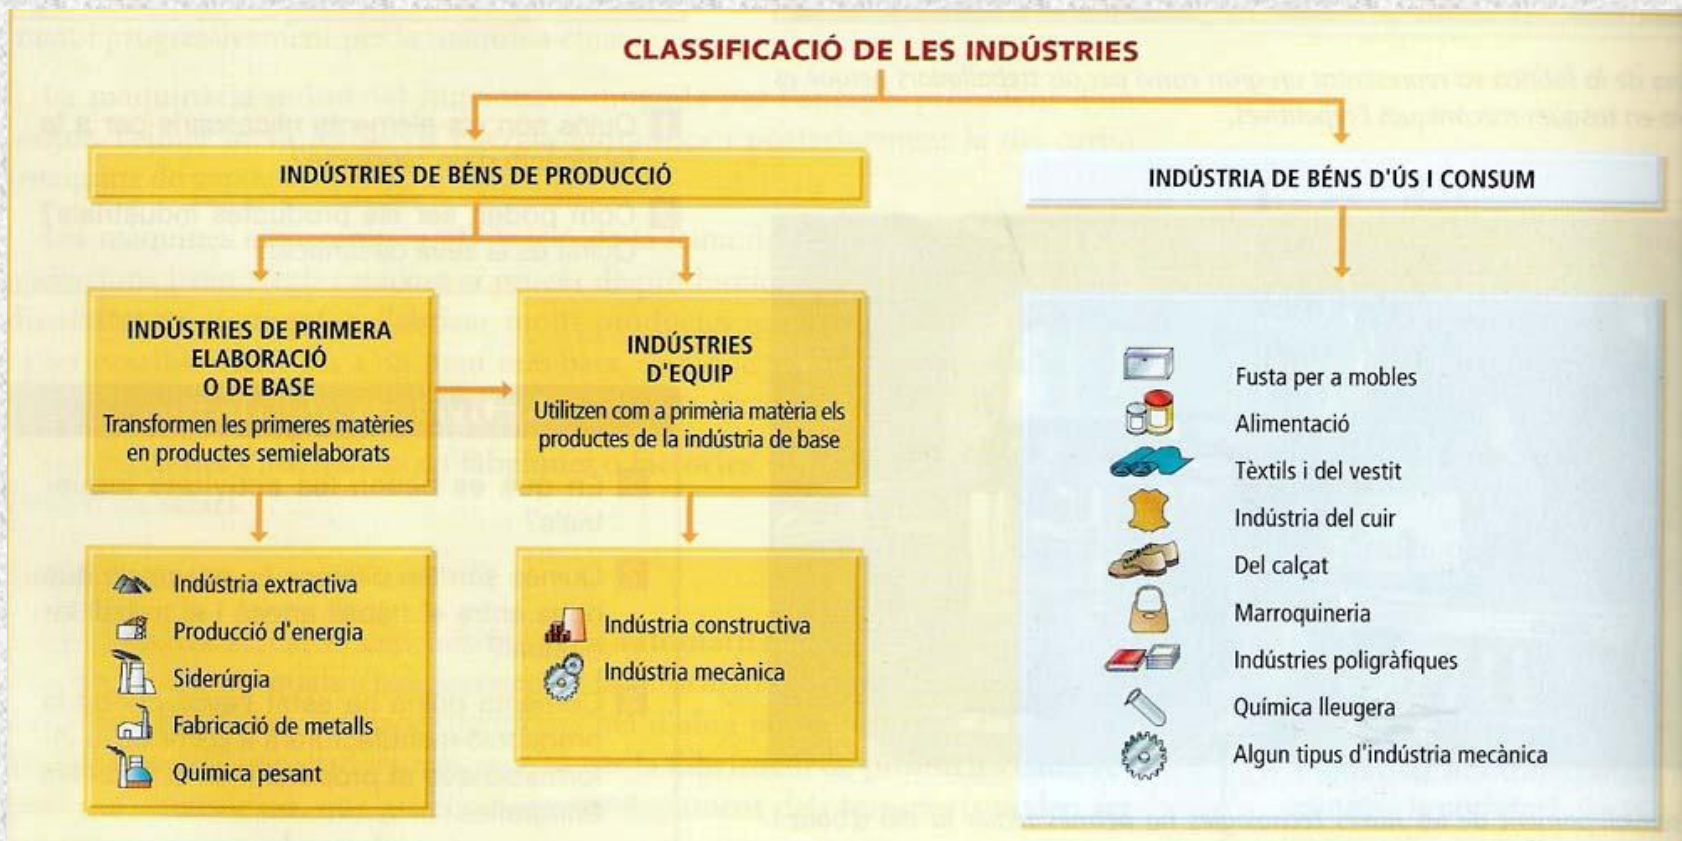 CLASSIFICACIÓ DE LES INDÚSTRIES
INDÚSTRIES DE BÉNS DE PRODUCCIÓ
INDÚSTRIA DE BÉNS D'ÚS I CONSUM
INDÚSTRIES DE PRIMERA
ELABORACIÓ
O DE BASE
Transformen les primeres matèries
en productes semielaborats
INDÚSTRIES
D'EQUIP
Utilitzen com a primèria matèria els
productes de la indústria de base
Indústria extractiva
Producció d'energia
Siderúrgia
Fabricació de metalls
Química pesant
Indústria constructiva
Indústria mecànica
Fusta per a mobles
Alimentació
Tèxtils i del vestit
Indústria del cuir
Del calçat
Marroquineria
Indústries poligràfiques
Química lleugera
Algun tipus d'indústria mecànica